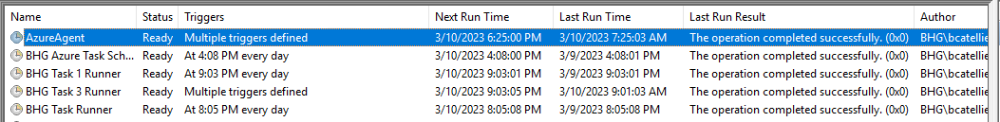 Name Status Triggers Next Run Time Last Run Time Last Run Result Author
AzureAgent Ready Multiple triggers defined 3/10/2023 6:25:00 PM 3/10/2023 7:25:03 AM The operation completed successfully. (0x0) BHG\bcatellie
BHG Azure Task Sch... Ready At 4:08 PM every day 3/10/2023 4:08:00 PM 3/9/2023 4:08:01 PM The operation completed successfully. (0x0) BHG\bcatellie
BHG Task 1 Runner Ready At 9:03 PM every day 3/10/2023 9:03:01 PM 3/9/2023 9:03:01 PM The operation completed successfully. (0x0) BHG\bcatellie
BHG Task 3 Runner Ready Multiple triggers defined 3/10/2023 9:03:05 PM 3/10/2023 9:01:03 AM The operation completed successfully. (0x0) BHG\bcatellie
BHG Task Runner Ready At 8:05 PM every day 3/10/2023 8:05:08 PM 3/9/2023 8:05:08 PM The operation completed successfully. (0x0) BHG\bcatellie